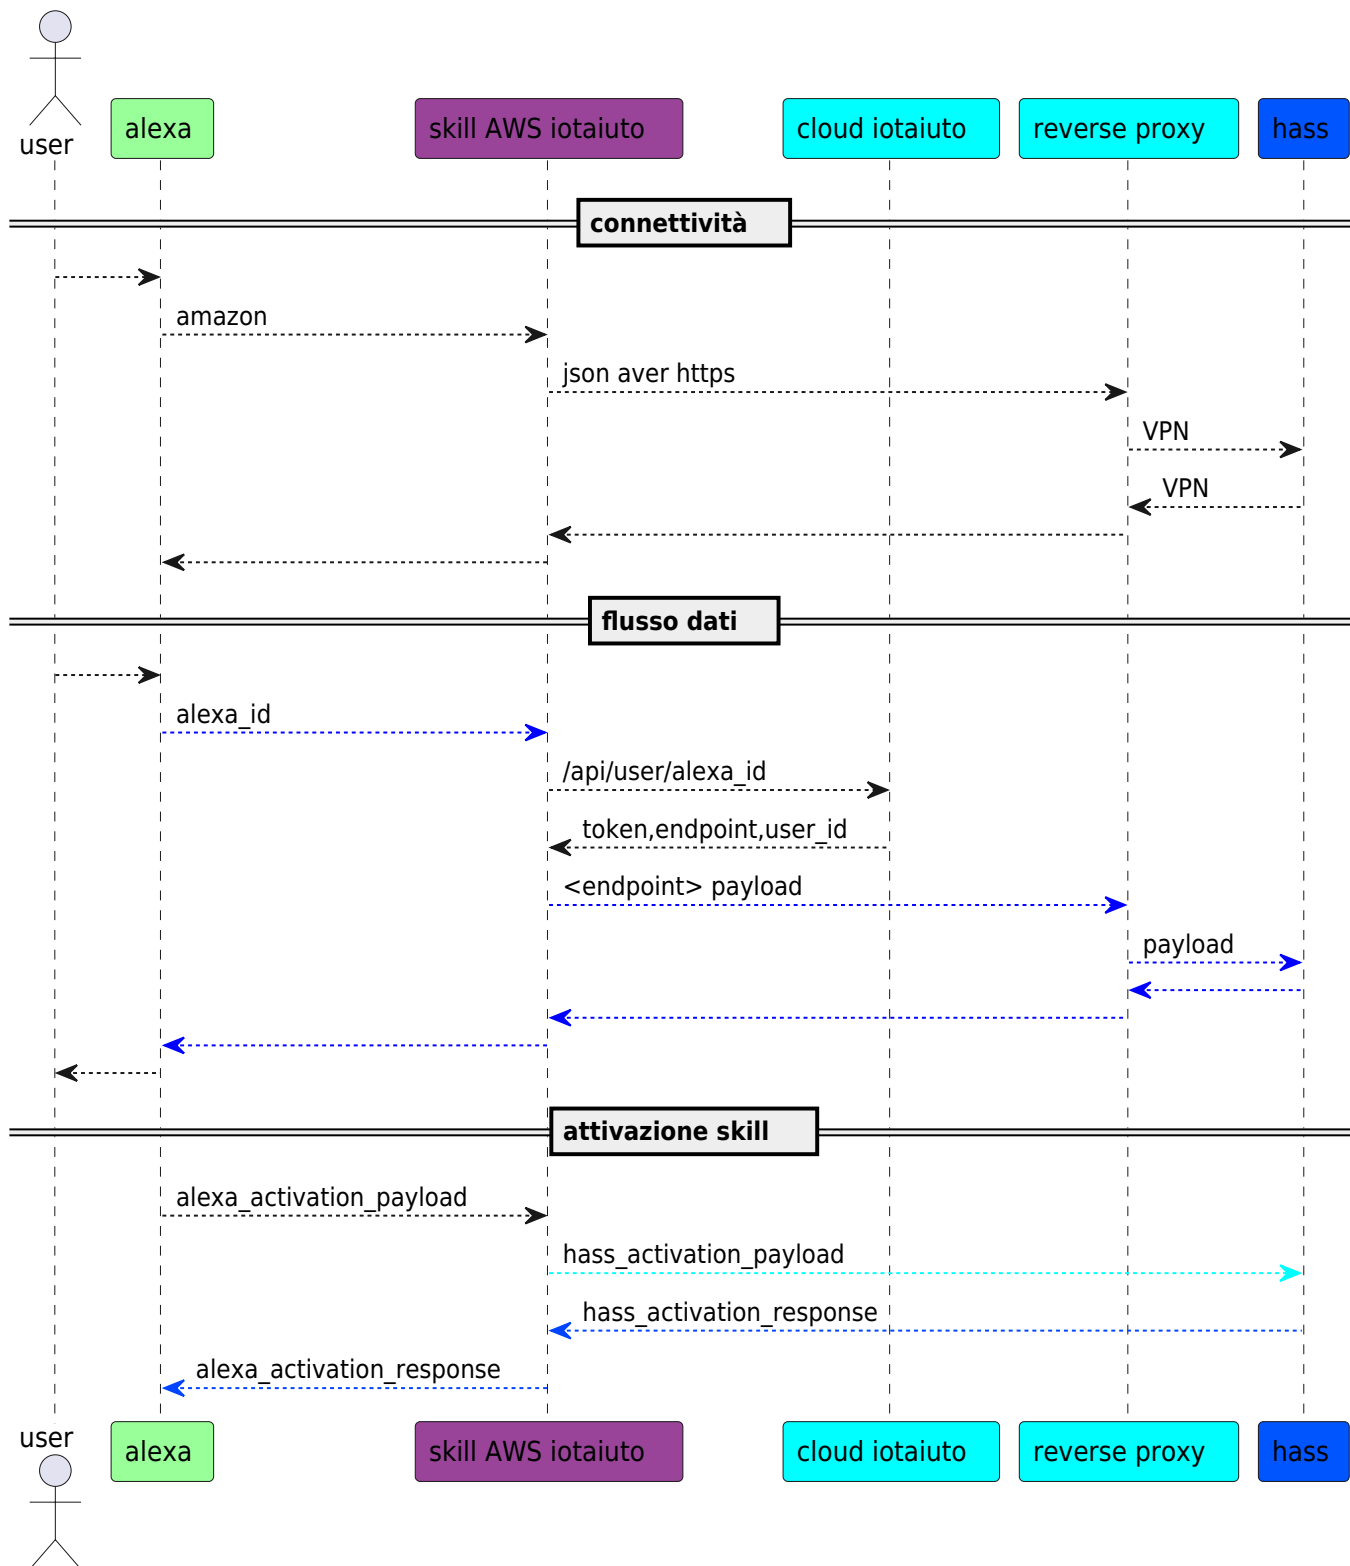 user
alexa
skill AWS iotaiuto
cloud iotaiuto
reverse proxy
hass
connettività
amazon
json aver https
VPN
VPN
flusso dati
alexa_id
/api/user/alexa_id
token,endpoint,user_id
<endpoint> payload
payload
attivazione skill
alexa_activation_payload
hass_activation_payload
hass_activation_response
alexa_activation_response
user
alexa
skill AWS iotaiuto
cloud iotaiuto
reverse proxy
hass